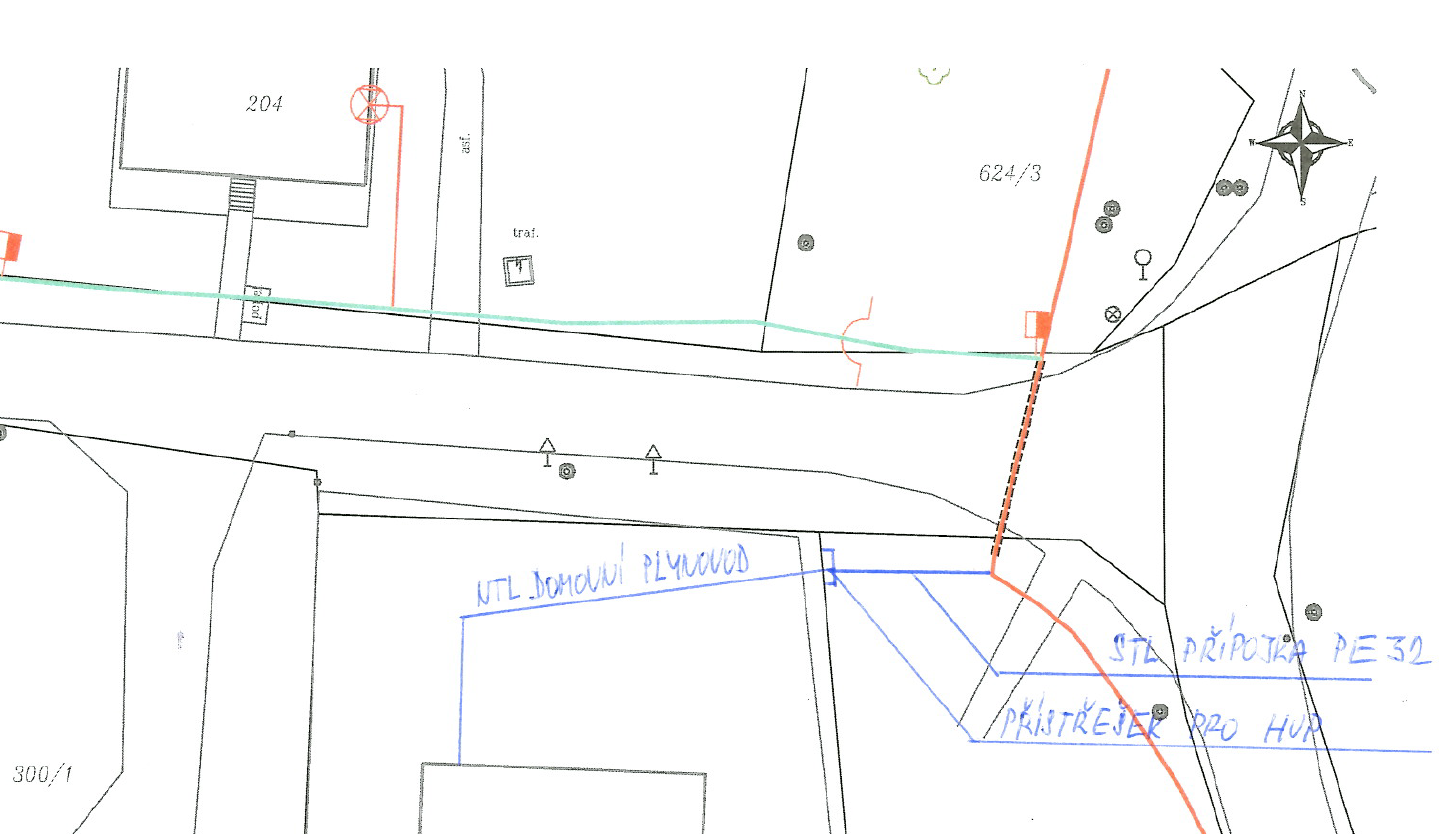 204
asf.
624/3
N
W
E
S
traf.
NTL DOMOVNÍ PLYNOVOD
STL PŘÍPOJKA PE 32
PŘÍSTŘEŠEK PRO HUP
300/1